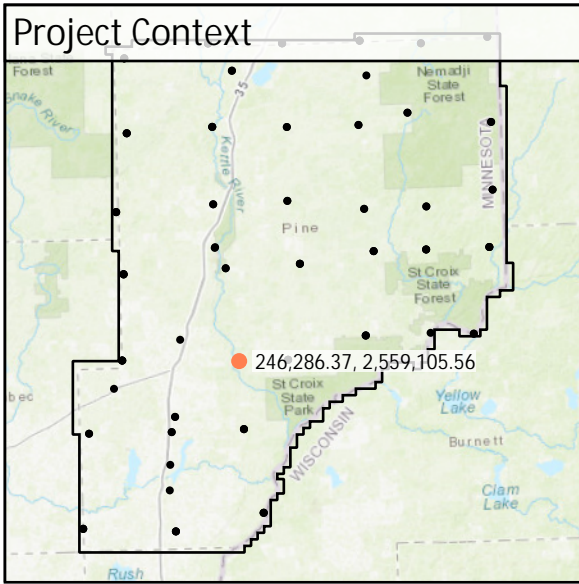 Project Context
Forest
Nemadji
State
Forest
Snake River
35
Kettle River
MINNESOTA
Pine
St Croix
State
Forest
246,286.37, 2,559,105.56
St Croix
State
Park
bec
Yellow
Lake
WISCONSIN
Burnett
Clam
Lake
Rush